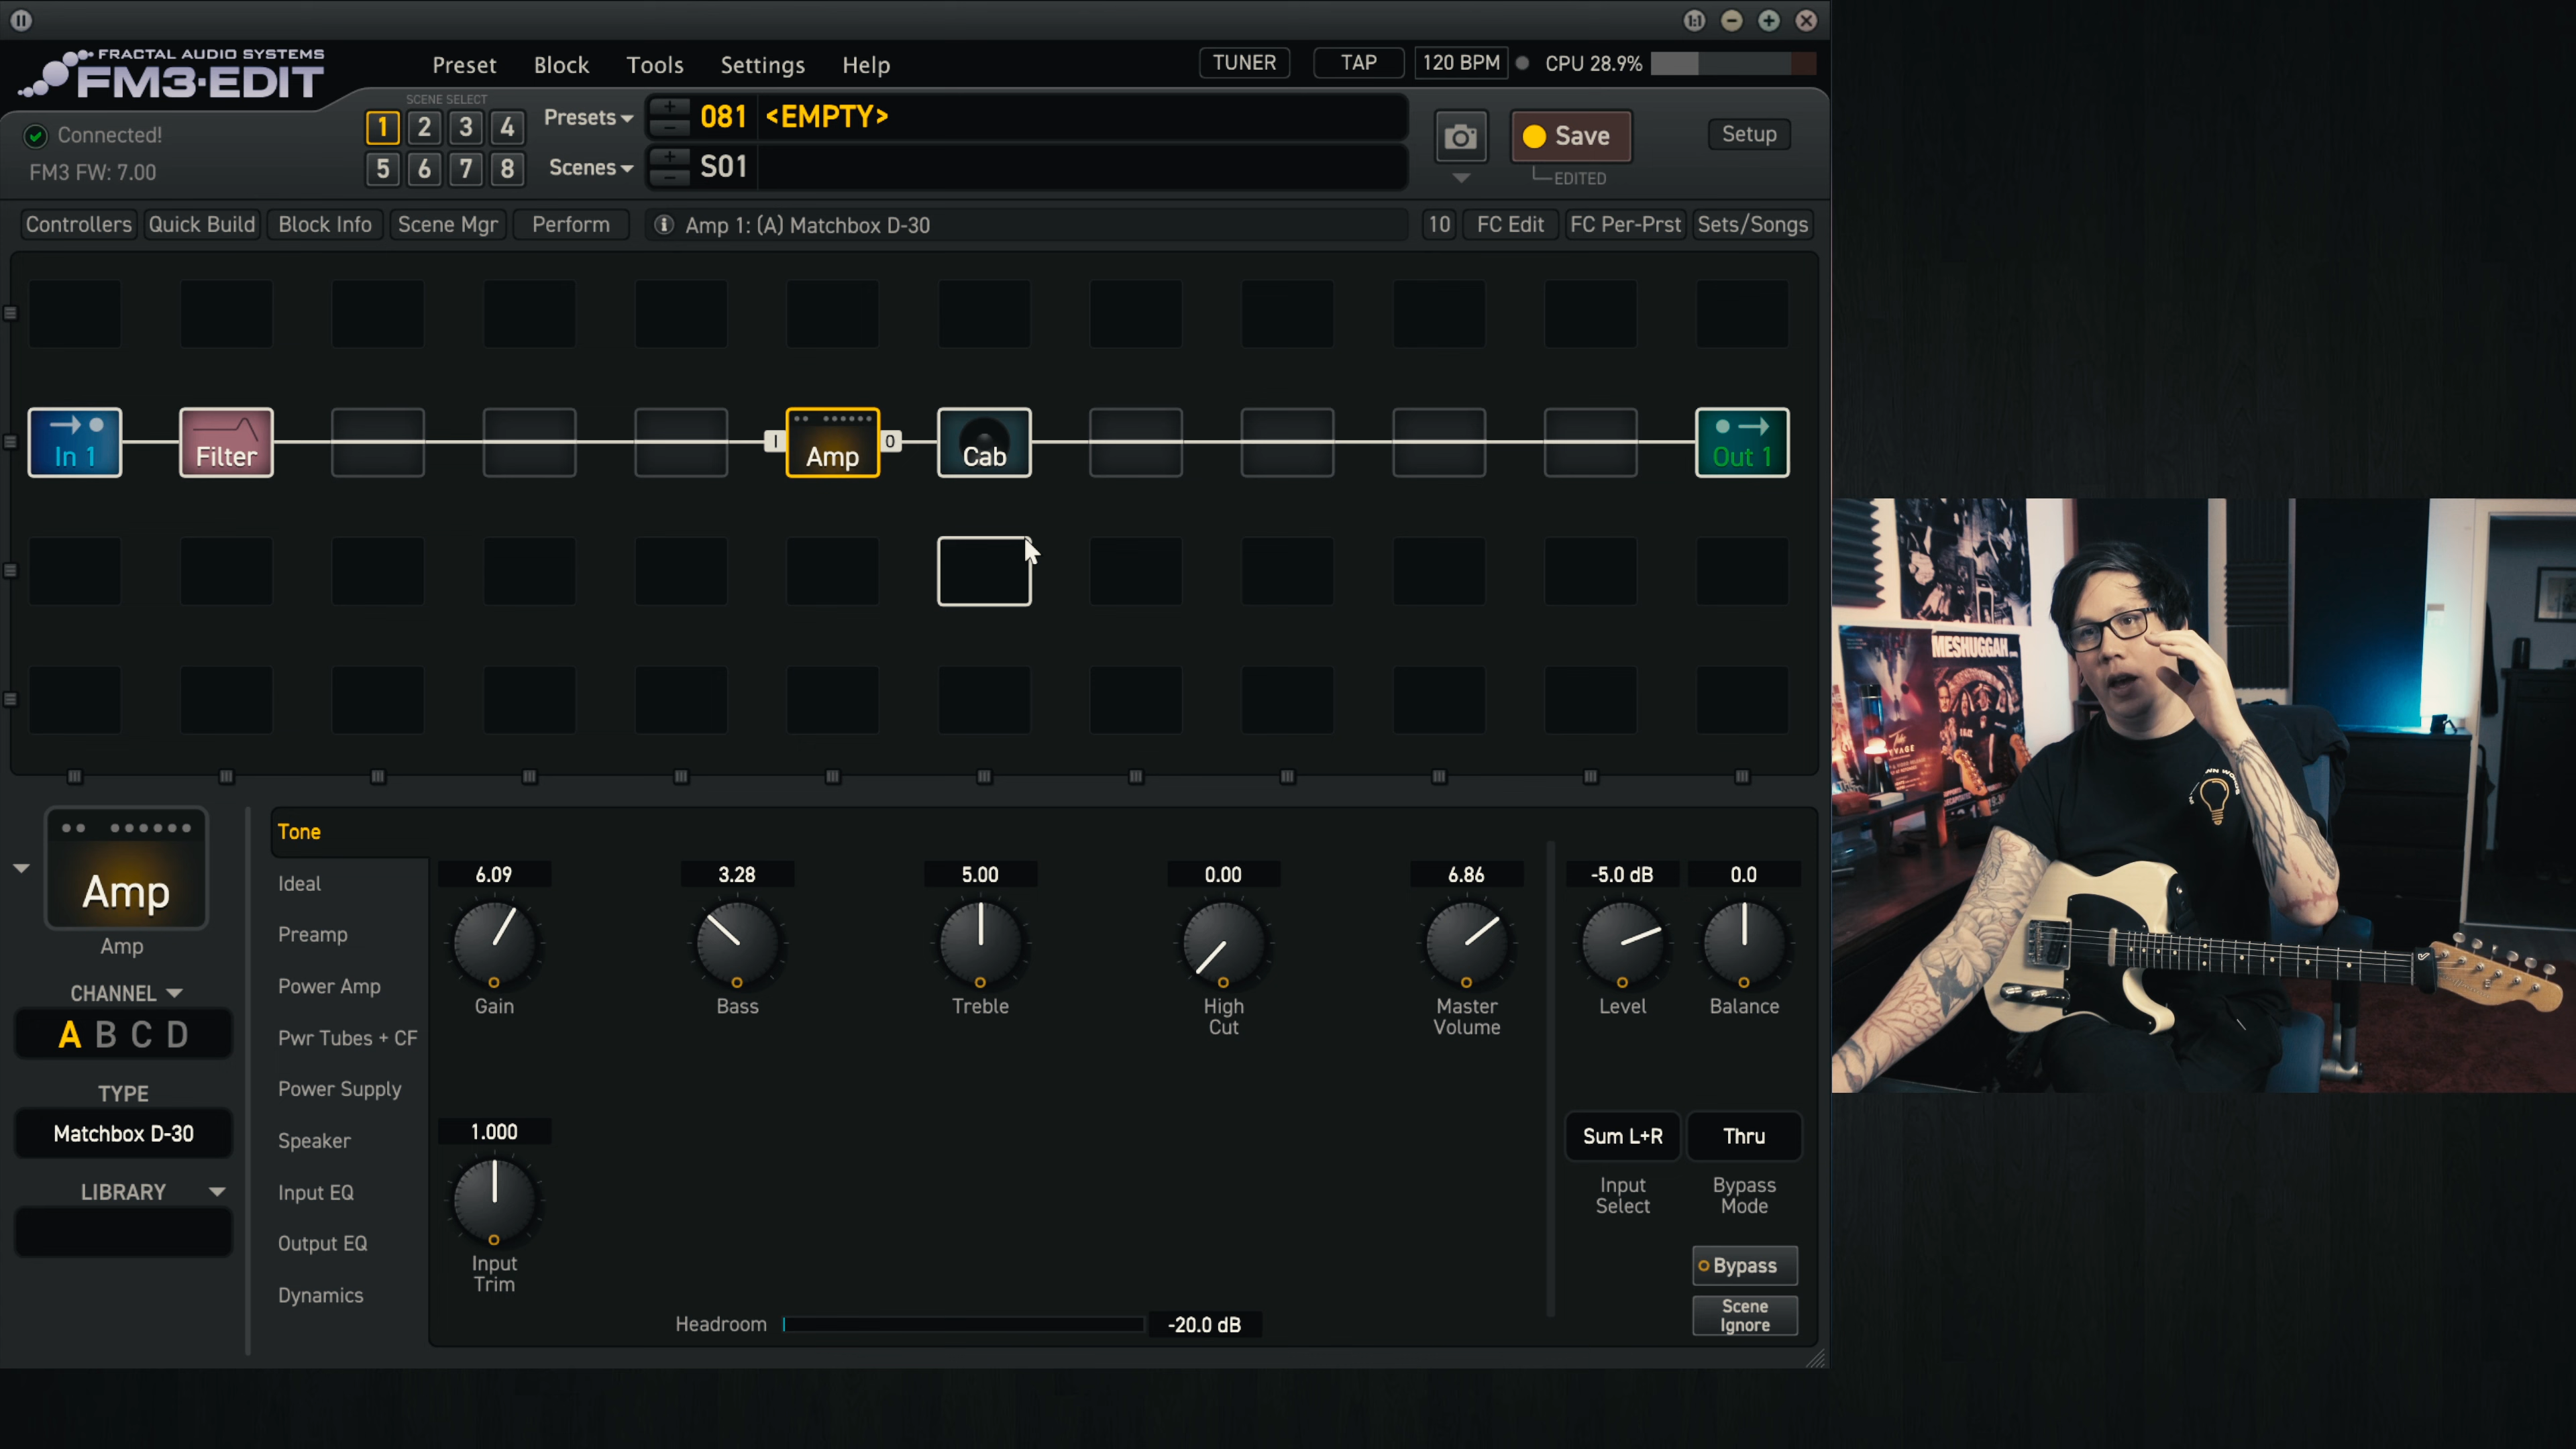 1:1
FRACTAL AUDIO SYSTEMS
FM3·EDIT
Preset Block Tools Settings Help
TUNER TAP 120 BPM CPU 28.9%
SCENE SELECT
1 2 3 4
5 6 7 8
Connected!
FM3 FW: 7.00
Presets + − 081 <EMPTY>
Scenes + − S01
Save
EDITED
Setup
Controllers Quick Build Block Info Scene Mgr Perform
Amp 1: (A) Matchbox D-30
10 FC Edit FC Per-Prst Sets/Songs
In 1 Filter I Amp O Cab Out 1
MESHUGGAH
Amp
Amp
CHANNEL
A B C D
TYPE
Matchbox D-30
LIBRARY
Tone
Ideal
Preamp
Power Amp
Pwr Tubes + CF
Power Supply
Speaker
Input EQ
Output EQ
Dynamics
6.09 3.28 5.00 0.00 6.86 -5.0 dB 0.0
Gain Bass Treble High Cut Master Volume Level Balance
1.000
Input
Trim
Sum L+R Thru
Input Select
Bypass Mode
Bypass
Scene
Ignore
Headroom -20.0 dB